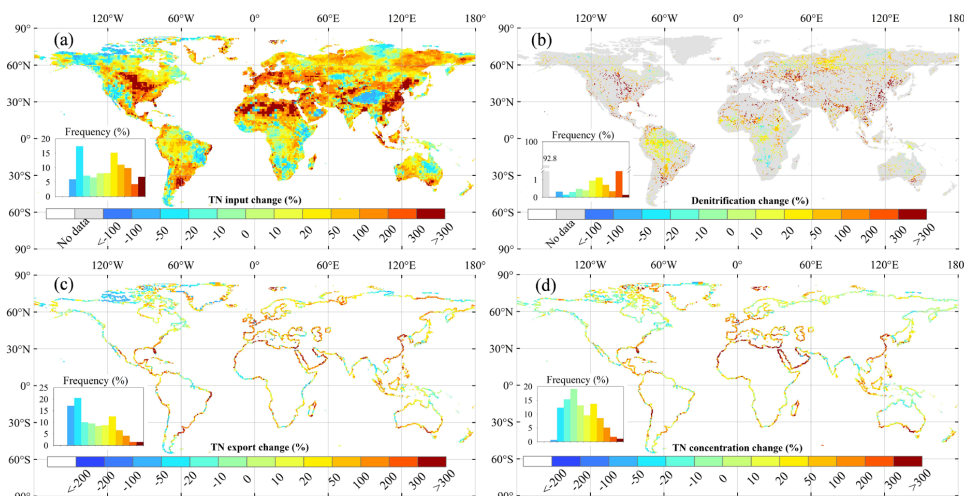 120°W 60°W 0° 60°E 120°E 180°
120°W 60°W 0° 60°E 120°E 180°
90°
60°N
30°N
0°
30°S
60°S
(a)
Frequency (%)
20
15
10
5
0
TN input change (%)
No data <-100 -100 -50 -20 -10 0 10 20 50 100 200 300 >300
90°
60°N
30°N
0°
30°S
60°S
(b)
Frequency (%)
100
92.8
1
0
Denitrification change (%)
No data <-100 -100 -50 -20 -10 0 10 20 50 100 200 300 >300
120°W 60°W 0° 60°E 120°E 180°
120°W 60°W 0° 60°E 120°E 180°
90°
60°N
30°N
0°
30°S
60°S
90°
(c)
Frequency (%)
25
20
15
10
5
0
TN export change (%)
<-200 -200 -100 -50 -20 -10 0 10 20 50 100 200 300 >300
90°
60°N
30°N
0°
30°S
60°S
90°
(d)
Frequency (%)
20
15
10
5
0
TN concentration change (%)
<-200 -200 -100 -50 -20 -10 0 10 20 50 100 200 300 >300